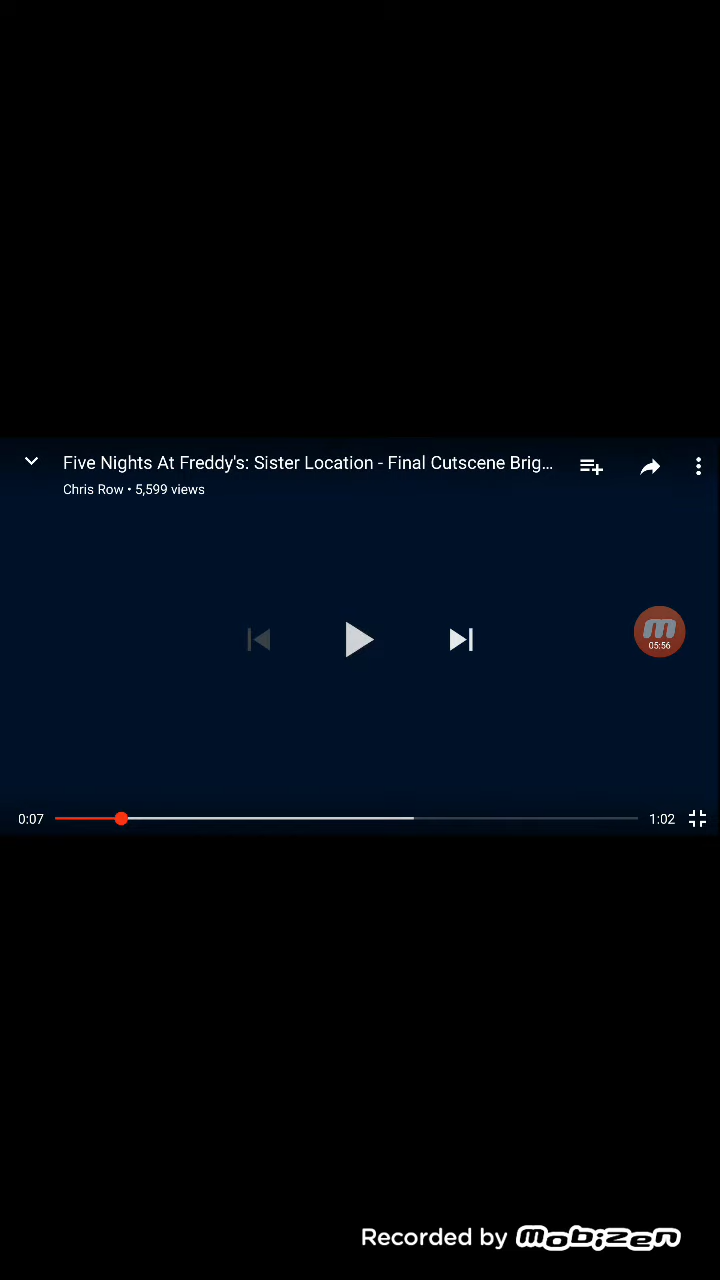 Five Nights At Freddy's: Sister Location - Final Cutscene Brig...
Chris Row • 5,599 views
m
05:56
0:07
1:02
Recorded by mobizen